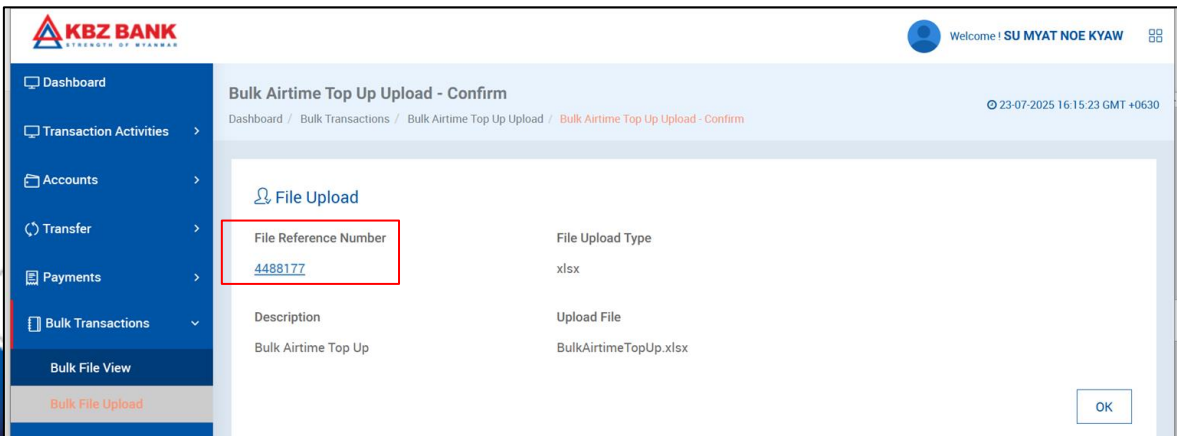 KBZ BANK
STRENGTH OF MYANMAR
Welcome ! SU MYAT NOE KYAW
Dashboard
Transaction Activities
Accounts
Transfer
Payments
Bulk Transactions
Bulk File View
Bulk File Upload
Bulk Airtime Top Up Upload - Confirm
Dashboard / Bulk Transactions / Bulk Airtime Top Up Upload / Bulk Airtime Top Up Upload - Confirm
23-07-2025 16:15:23 GMT +0630
File Upload
File Reference Number
4488177
File Upload Type
xlsx
Description
Bulk Airtime Top Up
Upload File
BulkAirtimeTopUp.xlsx
OK